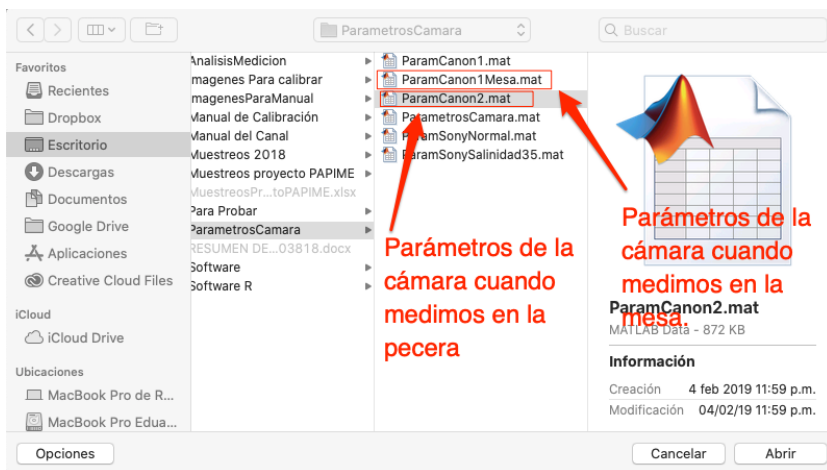 ParametrosCamara
Buscar
Favoritos
Recientes
Dropbox
Escritorio
Descargas
Documentos
Google Drive
Aplicaciones
Creative Cloud Files
iCloud
iCloud Drive
Ubicaciones
MacBook Pro de R...
MacBook Pro Edua...
AnalisisMedicion
magenes Para calibrar
magenesParaManual
Manual de Calibración
Manual del Canal
Muestreos 2018
Muestreos proyecto PAPIME
MuestreosPr...toPAPIME.xlsx
Para Probar
ParametrosCamara
RESUMEN DE...03818.docx
Software
Software R
ParamCanon1.mat
ParamCanon1Mesa.mat
ParamCanon2.mat
ParametrosCamara.mat
ParamSonyNormal.mat
ParamSonySalinidad35.mat
Parámetros de la
cámara cuando
medimos en la
pecera
Parámetros de la
cámara cuando
medimos en la
mesa.
ParamCanon2.mat
MATLAB Data - 872 KB
Información
Creación 4 feb 2019 11:59 p.m.
Modificación 04/02/19 11:59 p.m.
Opciones
Cancelar
Abrir